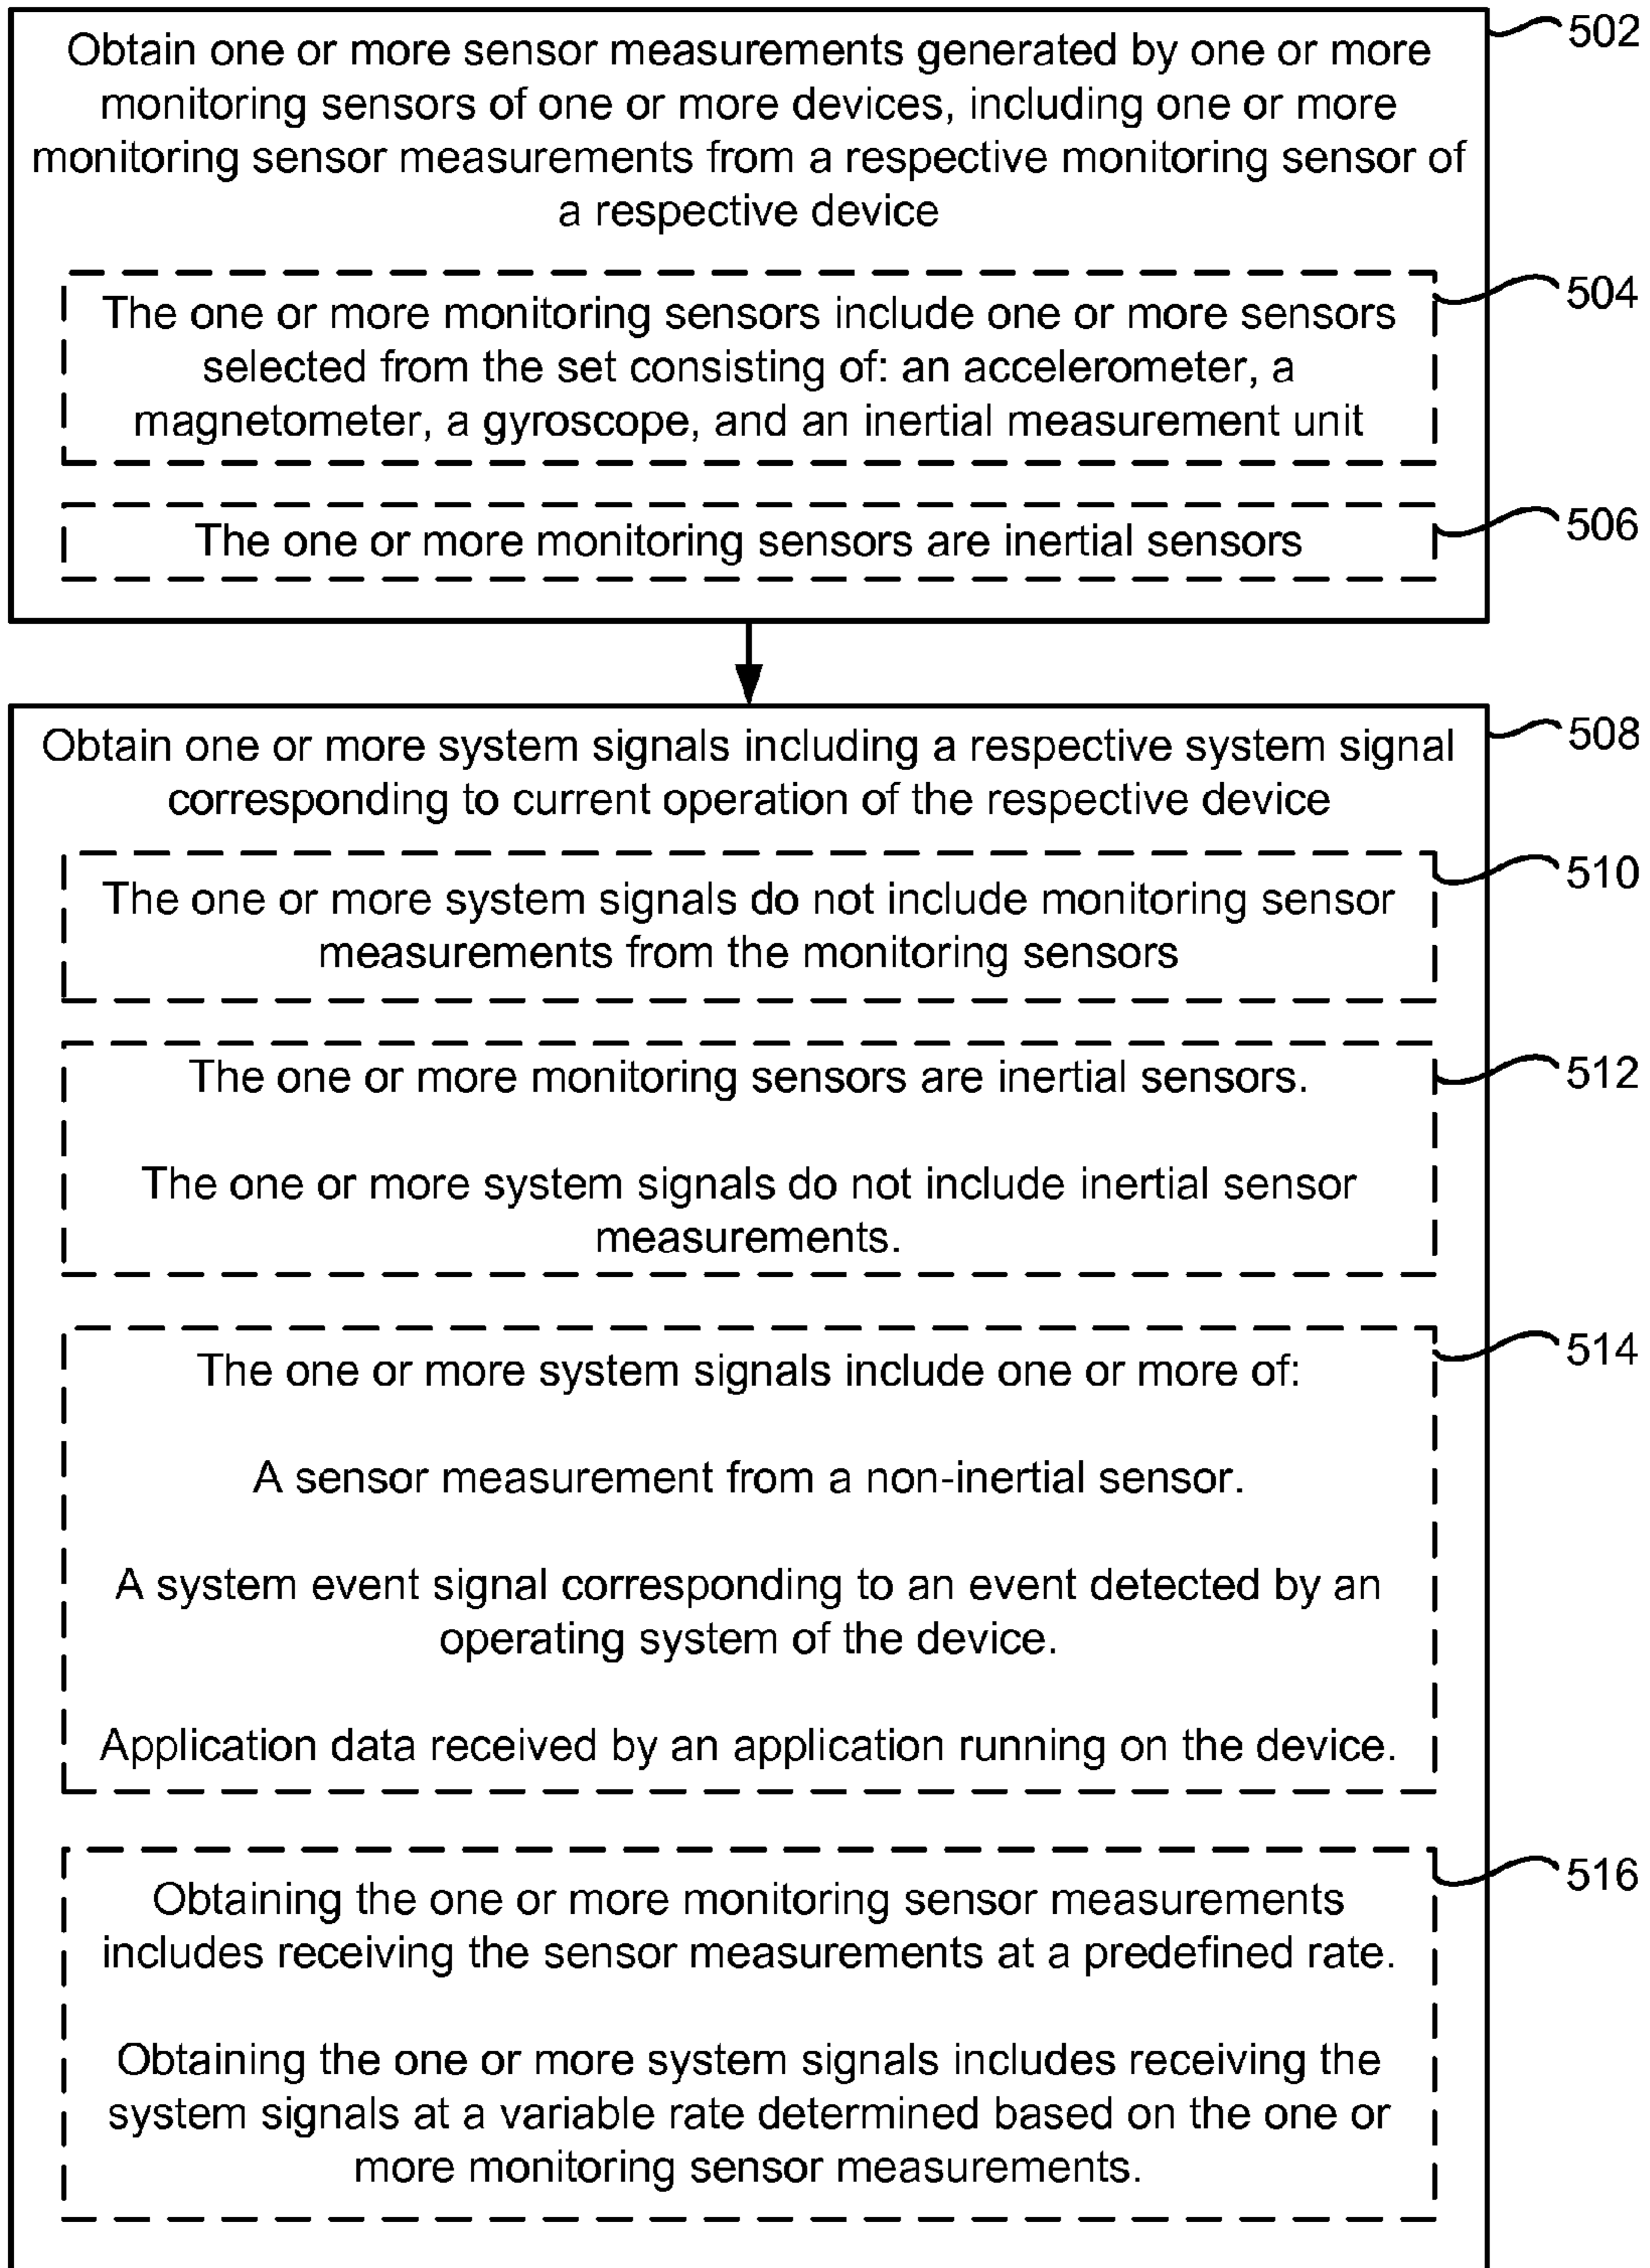 Obtain one or more sensor measurements generated by one or more
monitoring sensors of one or more devices, including one or more
monitoring sensor measurements from a respective monitoring sensor of
a respective device
502
The one or more monitoring sensors include one or more sensors
selected from the set consisting of: an accelerometer, a
magnetometer, a gyroscope, and an inertial measurement unit
504
The one or more monitoring sensors are inertial sensors
506
Obtain one or more system signals including a respective system signal
corresponding to current operation of the respective device
508
The one or more system signals do not include monitoring sensor
measurements from the monitoring sensors
510
The one or more monitoring sensors are inertial sensors.
The one or more system signals do not include inertial sensor
measurements.
512
The one or more system signals include one or more of:
A sensor measurement from a non-inertial sensor.
A system event signal corresponding to an event detected by an
operating system of the device.
Application data received by an application running on the device.
514
Obtaining the one or more monitoring sensor measurements
includes receiving the sensor measurements at a predefined rate.
Obtaining the one or more system signals includes receiving the
system signals at a variable rate determined based on the one or
more monitoring sensor measurements.
516